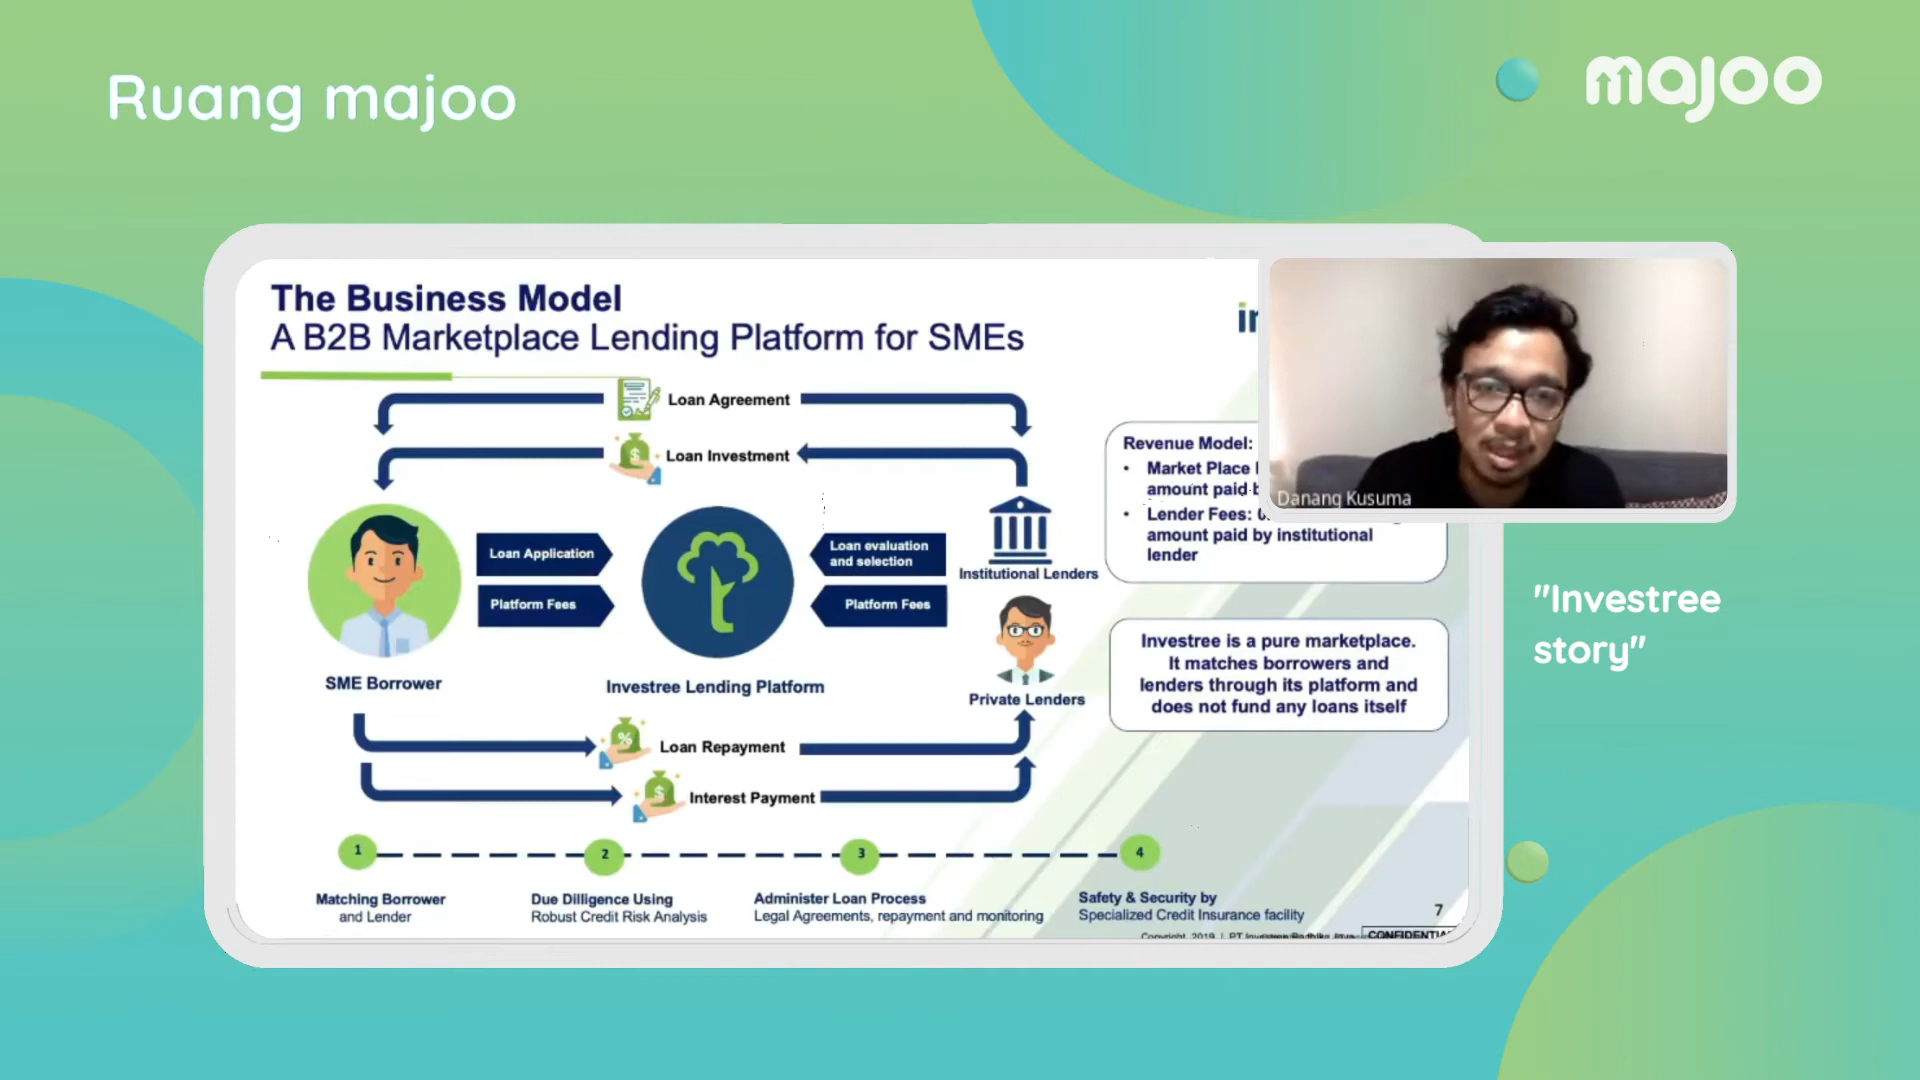 Ruang majoo
majoo
The Business Model
A B2B Marketplace Lending Platform for SMEs
Loan Agreement
Loan Investment
Revenue Model:
• Market Place
amount paid
• Lender Fees:
amount paid by institutional
lender
Danang Kusuma
Loan Application
Platform Fees
Loan evaluation
and selection
Platform Fees
Institutional Lenders
Private Lenders
SME Borrower
Investree Lending Platform
Investree is a pure marketplace.
It matches borrowers and
lenders through its platform and
does not fund any loans itself
"Investree
story"
%
$
$
Loan Repayment
Interest Payment
1
2
3
4
Matching Borrower
and Lender
Due Dilligence Using
Robust Credit Risk Analysis
Administer Loan Process
Legal Agreements, repayment and monitoring
Safety & Security by
Specialized Credit Insurance facility
7
Copyright, 2019 | PT Investree